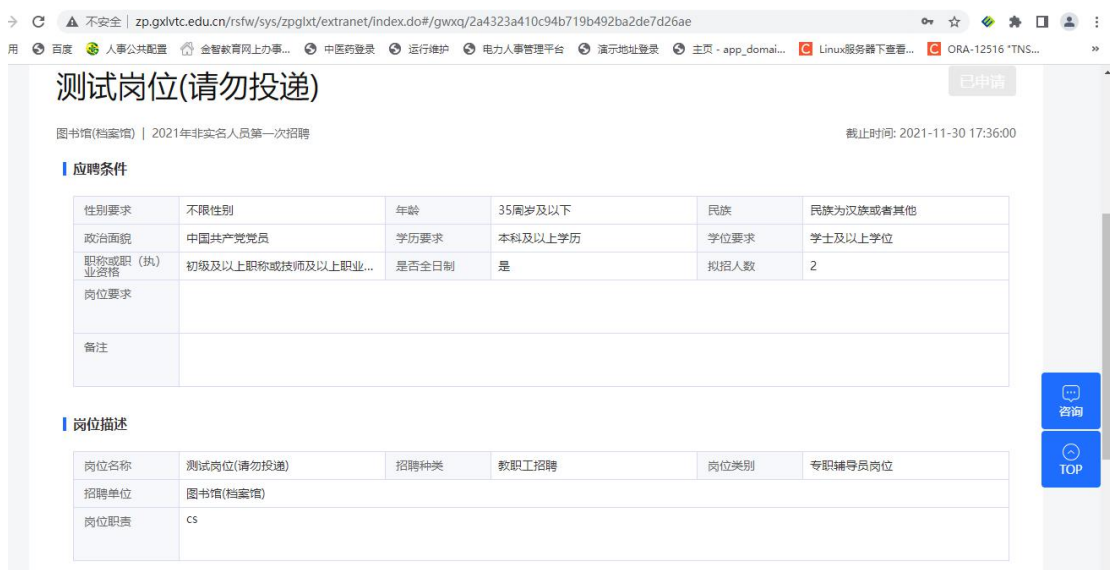 不安全 | zp.gxlvtc.edu.cn/rsfw/sys/zpglxt/extranet/index.do#/gwxq/2a4323a410c94b719b492ba2de7d26ae
用 百度 人事公共配置 金智教育网上办事... 中医药登录 运行维护 电力人事管理平台 演示地址登录 主页 - app_domai... Linux服务器下查看... ORA-12516 "TNS... »
测试岗位(请勿投递) 已申请
图书馆(档案馆) | 2021年非实名人员第一次招聘 截止时间: 2021-11-30 17:36:00
应聘条件
性别要求 不限性别 年龄 35周岁及以下 民族 民族为汉族或者其他
政治面貌 中国共产党党员 学历要求 本科及以上学历 学位要求 学士及以上学位
职称或职（执）业资格 初级及以上职称或技师及以上职业... 是否全日制 是 拟招人数 2
岗位要求
备注
咨询
岗位描述
TOP
岗位名称 测试岗位(请勿投递) 招聘种类 教职工招聘 岗位类别 专职辅导员岗位
招聘单位 图书馆(档案馆)
岗位职责 cs